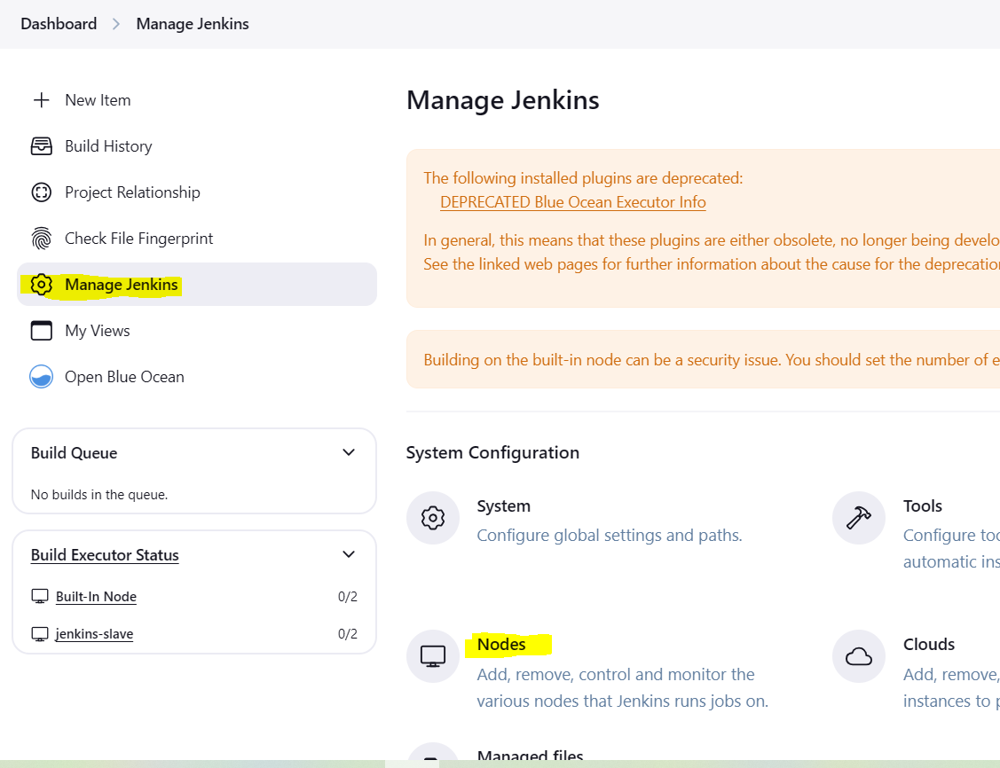 Dashboard > Manage Jenkins
New Item
Build History
Project Relationship
Check File Fingerprint
Manage Jenkins
My Views
Open Blue Ocean
Build Queue
No builds in the queue.
Build Executor Status
Built-In Node 0/2
jenkins-slave 0/2
Manage Jenkins
The following installed plugins are deprecated:
DEPRECATED Blue Ocean Executor Info
In general, this means that these plugins are either obsolete, no longer being develo
See the linked web pages for further information about the cause for the deprecatio
Building on the built-in node can be a security issue. You should set the number of e
System Configuration
System
Configure global settings and paths.
Tools
Configure too
automatic ins
Nodes
Add, remove, control and monitor the
various nodes that Jenkins runs jobs on.
Clouds
Add, remove,
instances to p
Managed files